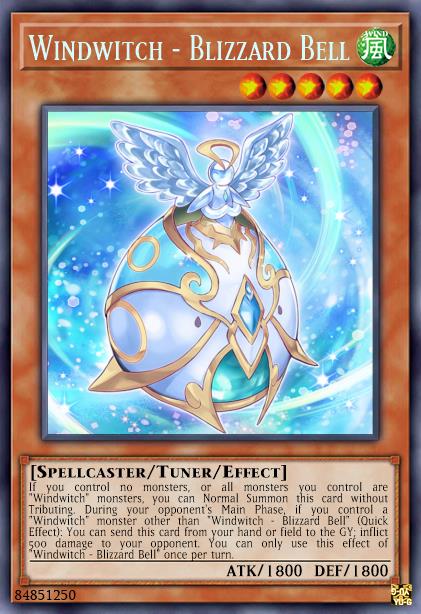 WINDWITCH - BLIZZARD BELL
WIND
風
[SPELLCASTER/TUNER/EFFECT]
If you control no monsters, or all monsters you control are
"Windwitch" monsters, you can Normal Summon this card without
Tributing. During your opponent's Main Phase, if you control a
"Windwitch" monster other than "Windwitch - Blizzard Bell" (Quick
Effect): You can send this card from your hand or field to the GY; inflict
500 damage to your opponent. You can only use this effect of
"Windwitch - Blizzard Bell" once per turn.
ATK/1800 DEF/1800
84851250